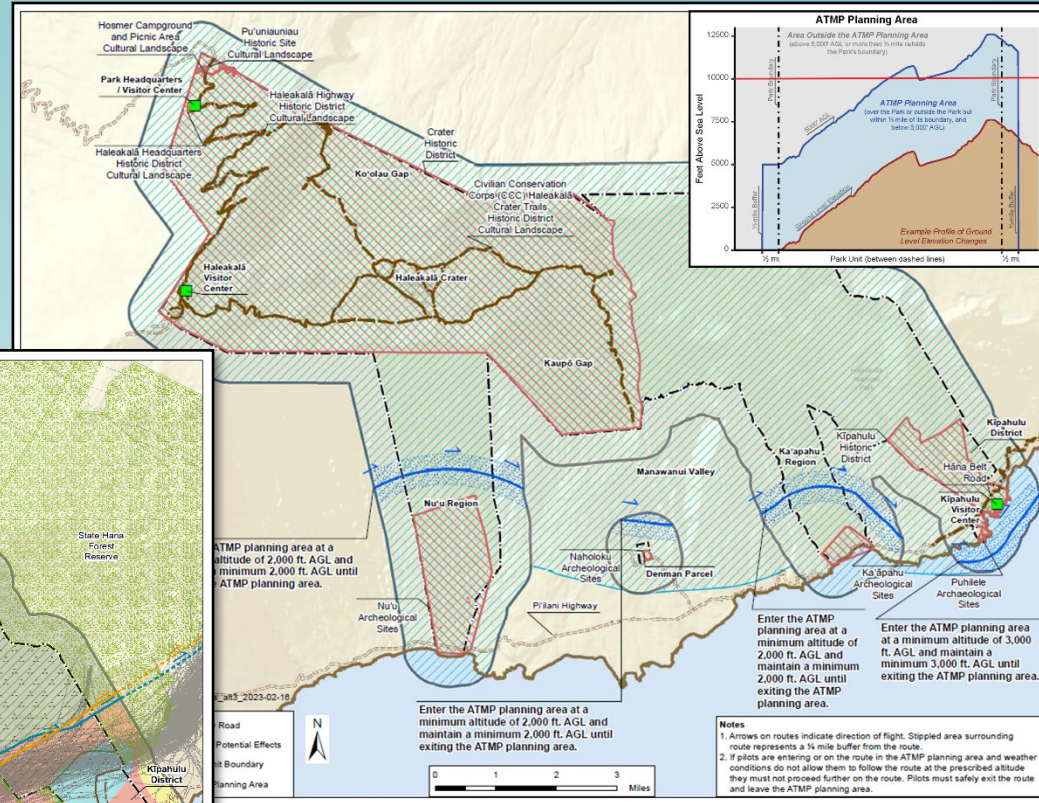 Hosmer Campground
and Picnic Area
Cultural Landscape
Pu'uniauniau
Historic Site
Cultural Landscape
Park Headquarters
/ Visitor Center
Haleakalā Highway
Historic District
Cultural Landscape
Haleakalā Headquarters
Historic District
Cultural Landscape
Crater
Historic
District
Ko'olau Gap
Civilian Conservation
Corps (CCC) Haleakalā
Crater Trails
Historic District
Cultural Landscape
Haleakalā
Visitor
Center
Haleakalā Crater
Kaupō Gap
ATMP Planning Area
Area Outside the ATMP Planning Area
(above 5,000' AGL or more than ½ mile outside
the Park's boundary)
Park Boundary
Park Boundary
ATMP Planning Area
(over the Park or outside the Park but
within ½ mile of its boundary, and
below 5,000' AGL)
5000' AGL
Ground Level Elevation
Example Profile of Ground
Level Elevation Changes
½-mile Buffer
½-mile Buffer
Feet Above Sea Level
12500
10000
7500
5000
2500
0
½ mi.
Park Unit (between dashed lines)
½ mi.
Nu'u Region
Manawanui Valley
Ka'apahu
Region
Kīpahulu
Historic
District
Kīpahulu
District
Hāna Belt
Road
Kīpahulu
Visitor
Center
Naholoku
Archeological
Sites
Denman Parcel
Nu'u
Archeological
Sites
Pi'ilani Highway
Ka'āpahu
Archeological
Sites
Puhilele
Archaeological
Sites
ATMP planning area at a
altitude of 2,000 ft. AGL and
minimum 2,000 ft. AGL until
ATMP planning area.
Enter the ATMP planning area at a
minimum altitude of 2,000 ft. AGL and
maintain a minimum 2,000 ft. AGL until
exiting the ATMP planning area.
Enter the ATMP
planning area at a
minimum altitude of
2,000 ft. AGL and
maintain a minimum
2,000 ft. AGL until
exiting the ATMP
planning area.
Enter the ATMP planning area
at a minimum altitude of 3,000
ft. AGL and maintain a
minimum 3,000 ft. AGL until
exiting the ATMP planning area.
State Hana
Forest
Reserve
Kīpahulu
District
s_alt3_2023-02-16
Road
Potential Effects
it Boundary
Planning Area
N
0 1 2 3
Miles
Notes
1. Arrows on routes indicate direction of flight. Stippled area surrounding
route represents a ¼ mile buffer from the route.
2. If pilots are entering or on the route in the ATMP planning area and weather
conditions do not allow them to follow the route at the prescribed altitude
they must not proceed further on the route. Pilots must safely exit the route
and leave the ATMP planning area.